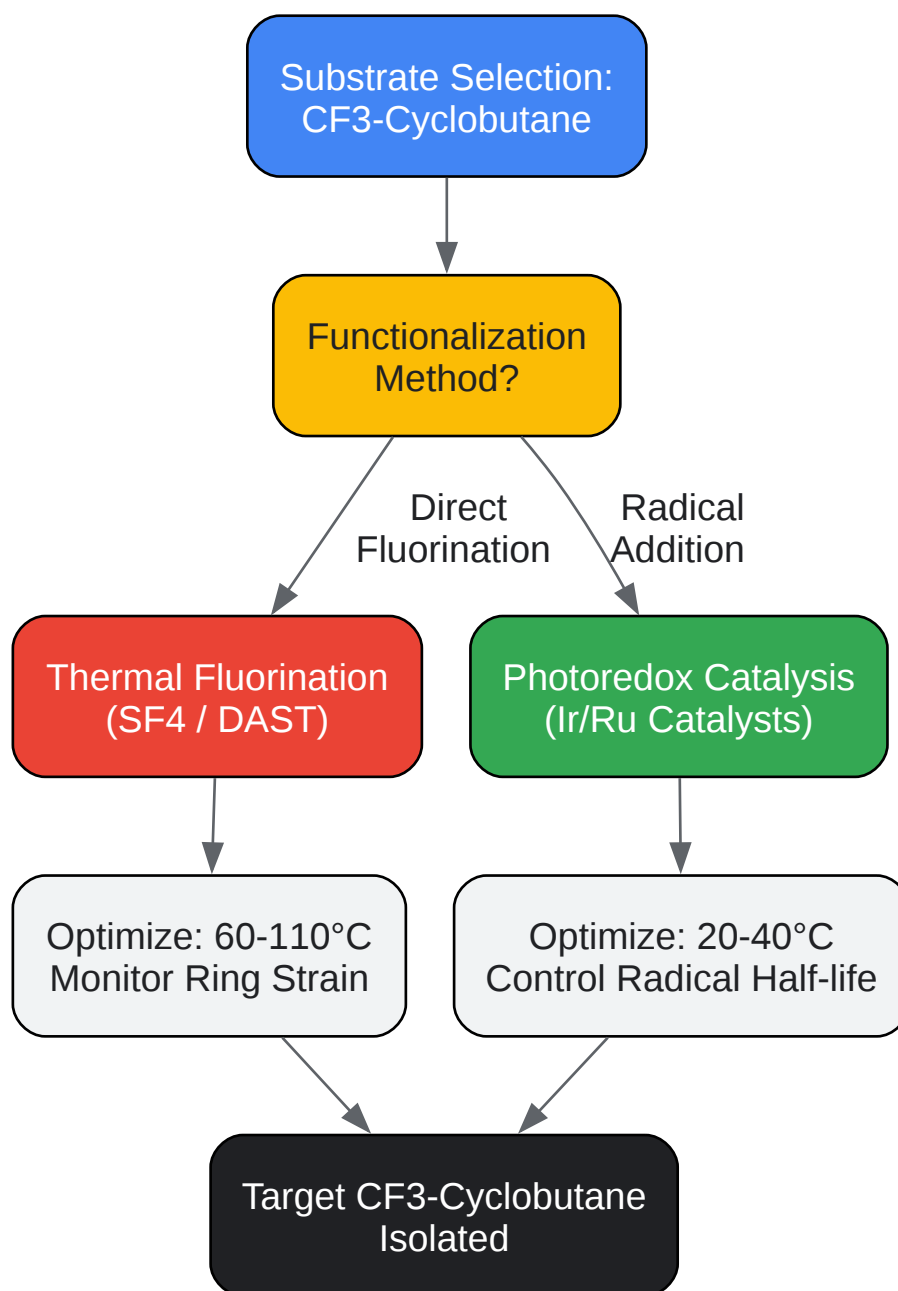 Substrate Selection:
CF3-Cyclobutane
Functionalization
Method?
Direct
Fluorination
Radical
Addition
Thermal Fluorination
(SF4 / DAST)
Photoredox Catalysis
(Ir/Ru Catalysts)
Optimize: 60-110°C
Monitor Ring Strain
Optimize: 20-40°C
Control Radical Half-life
Target CF3-Cyclobutane
Isolated